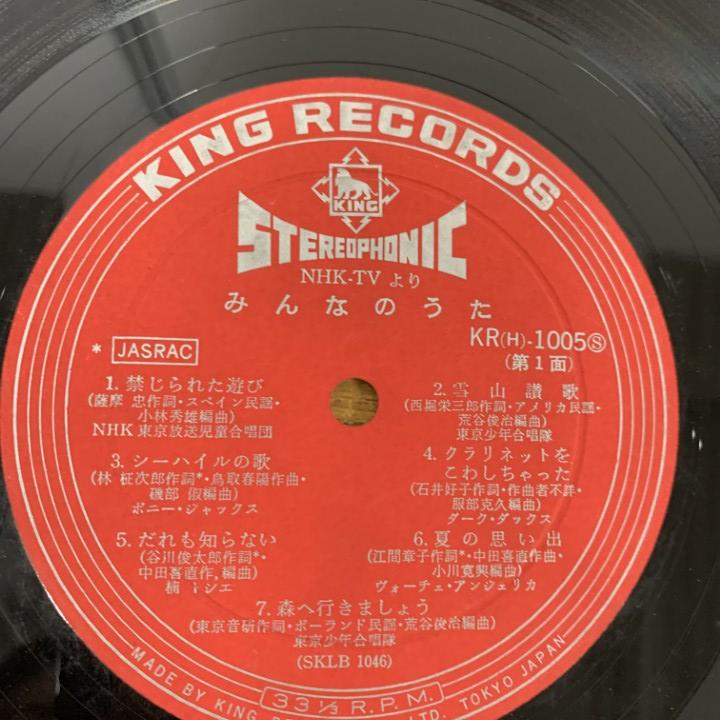 KING RECORDS
KING
STEREOPHONIC
NHK-TV より
みんなのうた
KR(H)-1005Ⓢ
(第1面)
* JASRAC
1. 禁じられた遊び
(薩摩 忠作詞・スペイン民謡・
小林秀雄編曲)
NHK 東京放送児童合唱団
2. 雪山讃歌
(西堀栄三郎作詞・アメリカ民謡・
荒谷俊治編曲)
東京少年合唱隊
3. シーハイルの歌
(林 柾次郎作詞*・鳥取春陽作曲・
磯部 俶編曲)
ボニー・ジャックス
4. クラリネットを
こわしちゃった
(石井好子作詞・作曲者不詳・
服部克久編曲)
ダーク・ダックス
5. だれも知らない
(谷川俊太郎作詞*・
中田喜直作, 編曲)
楠 トシエ
6. 夏の思い出
(江間章子作詞*・中田喜直作曲・
小川寛興編曲)
ヴォーチェ・アンジェリカ
7. 森へ行きましょう
(東京音研作詞・ポーランド民謡・荒谷俊治編曲)
東京少年合唱隊
(SKLB 1046)
33⅓ R.P.M.
MADE BY KING RE LTD. TOKYO JAPAN